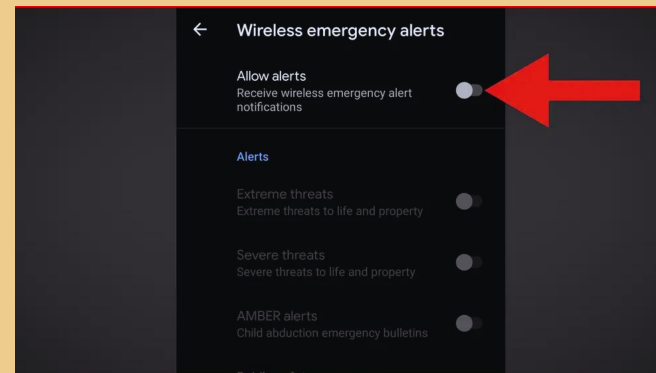 Wireless emergency alerts
Allow alerts
Receive wireless emergency alert
notifications
Alerts
Extreme threats
Extreme threats to life and property
Severe threats
Severe threats to life and property
AMBER alerts
Child abduction emergency bulletins